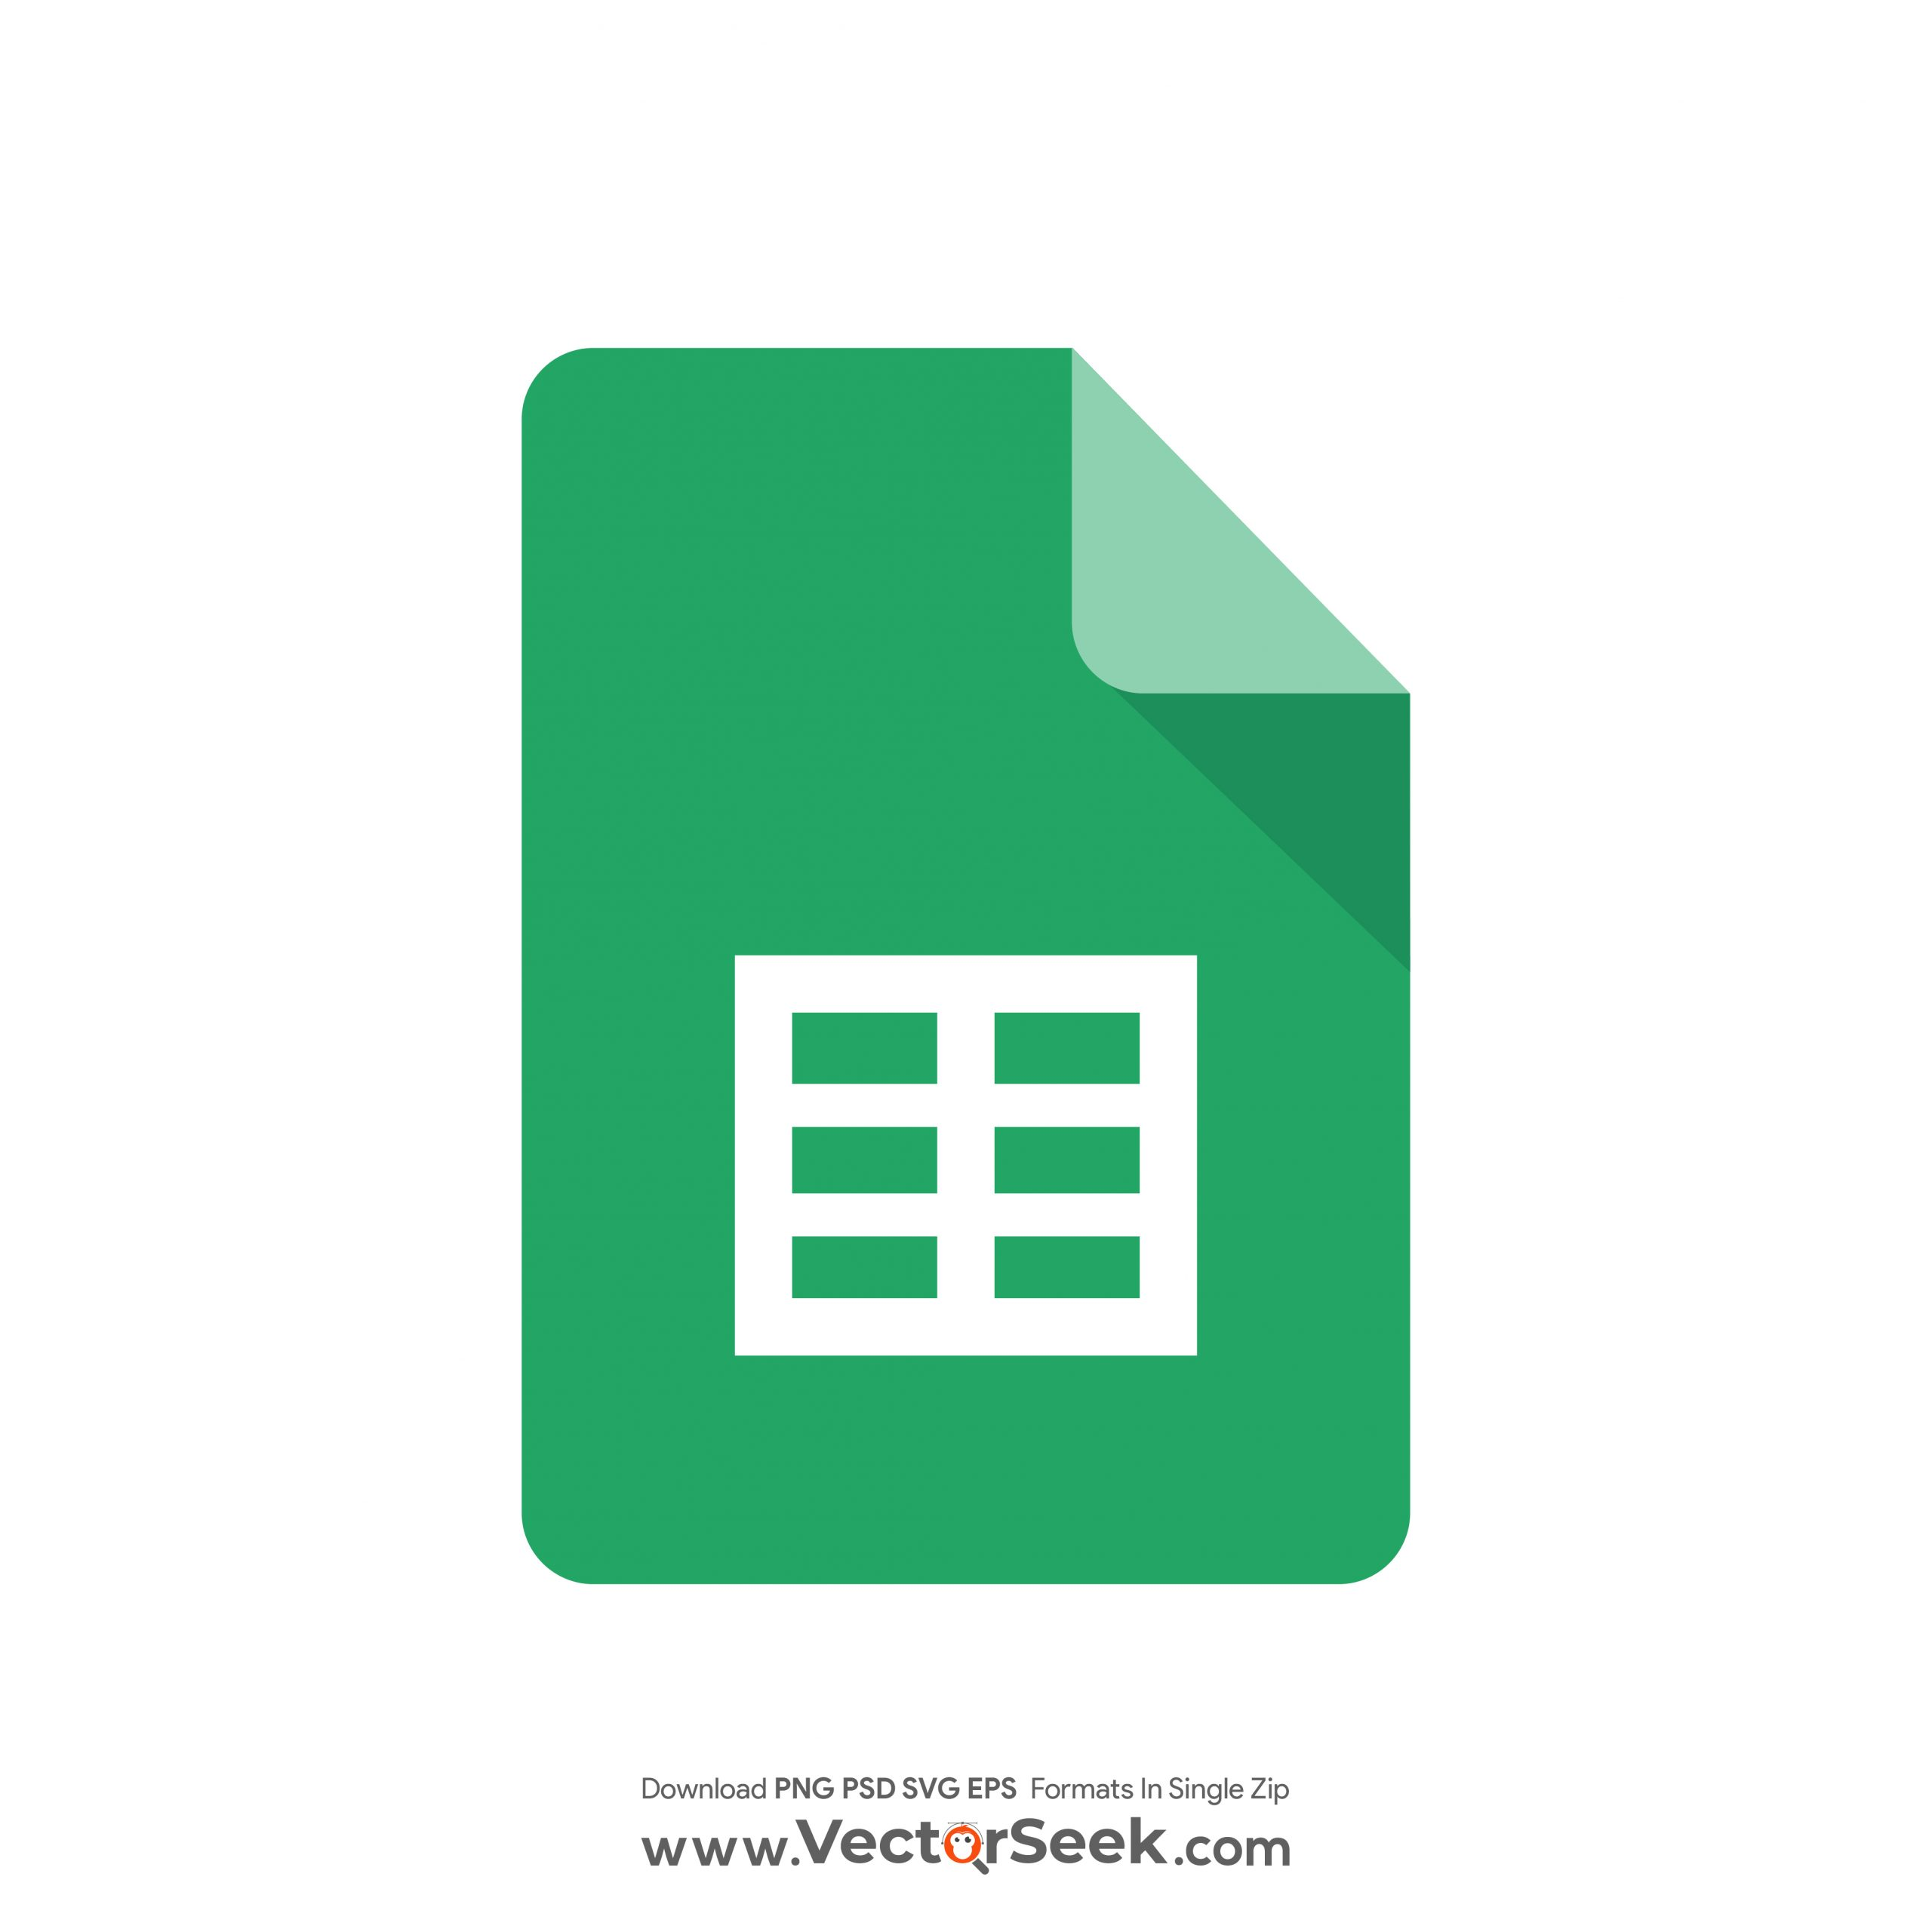 Download PNG PSD SVG EPS Formats In Single Zip
www.VectorSeek.com